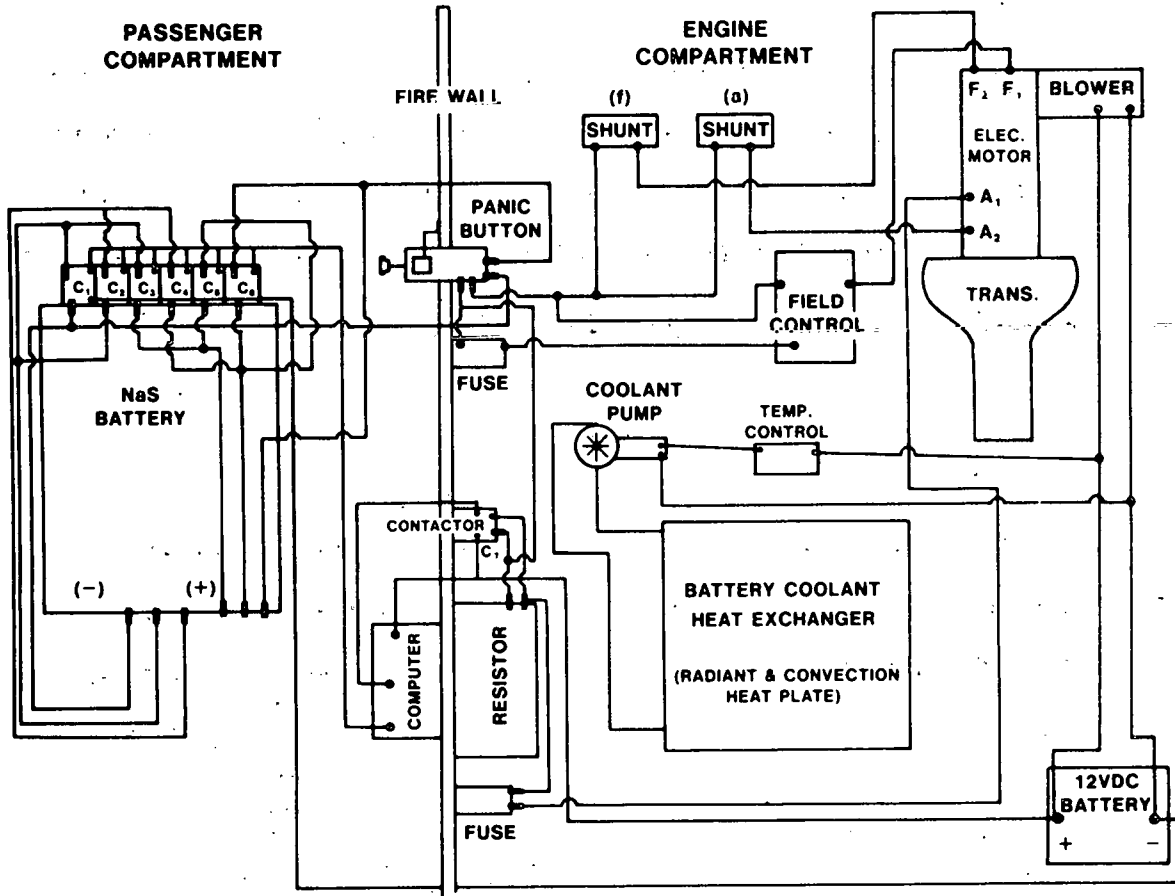 PASSENGER
COMPARTMENT
ENGINE
COMPARTMENT
FIRE WALL
(f)
(a)
SHUNT
SHUNT
F₂ F₁
BLOWER
ELEC.
MOTOR
A₁
A₂
PANIC
BUTTON
C₁ C₂ C₃ C₄ C₅ C₆
FIELD
CONTROL
TRANS.
FUSE
NaS
BATTERY
COOLANT
PUMP
TEMP.
CONTROL
CONTACTOR
C₇
(-) (+)
COMPUTER
RESISTOR
BATTERY COOLANT
HEAT EXCHANGER
(RADIANT & CONVECTION
HEAT PLATE)
FUSE
12VDC
BATTERY
+ -